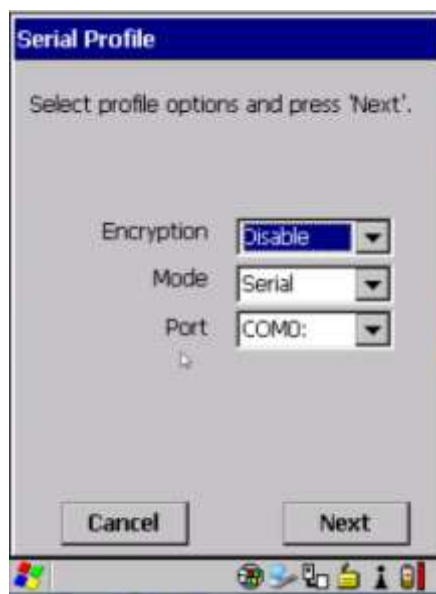 Serial Profile
Select profile options and press 'Next'.
Encryption Disable
Mode Serial
Port COM0:
Cancel Next